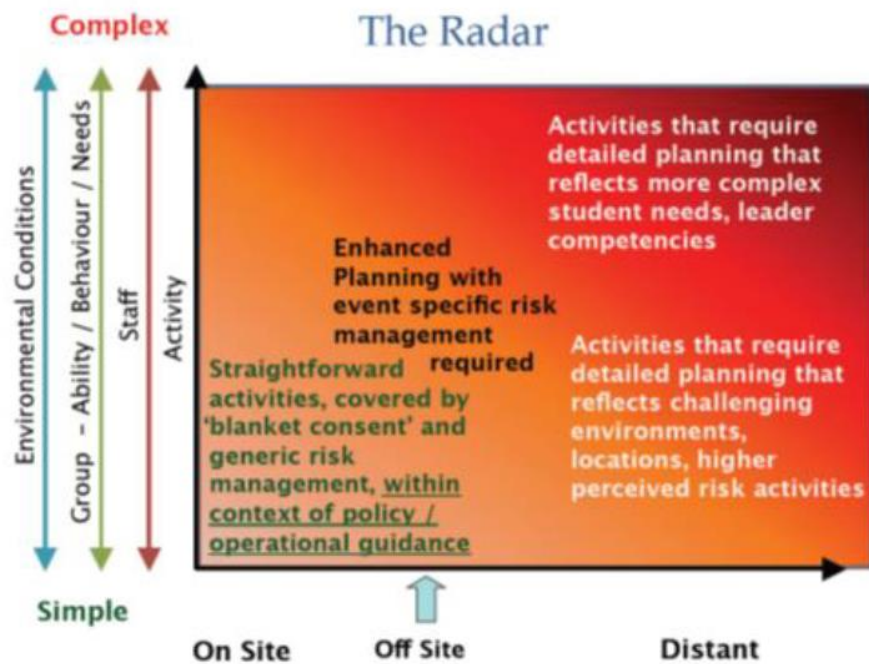 Complex
The Radar
Environmental Conditions
Group – Ability / Behaviour / Needs
Staff
Activity
Activities that require
detailed planning that
reflects more complex
student needs, leader
competencies
Enhanced
Planning with
event specific risk
management
required
Straightforward
activities, covered by
‘blanket consent’ and
generic risk
management, within
context of policy /
operational guidance
Activities that require
detailed planning that
reflects challenging
environments,
locations, higher
perceived risk activities
Simple
On Site
Off Site
Distant